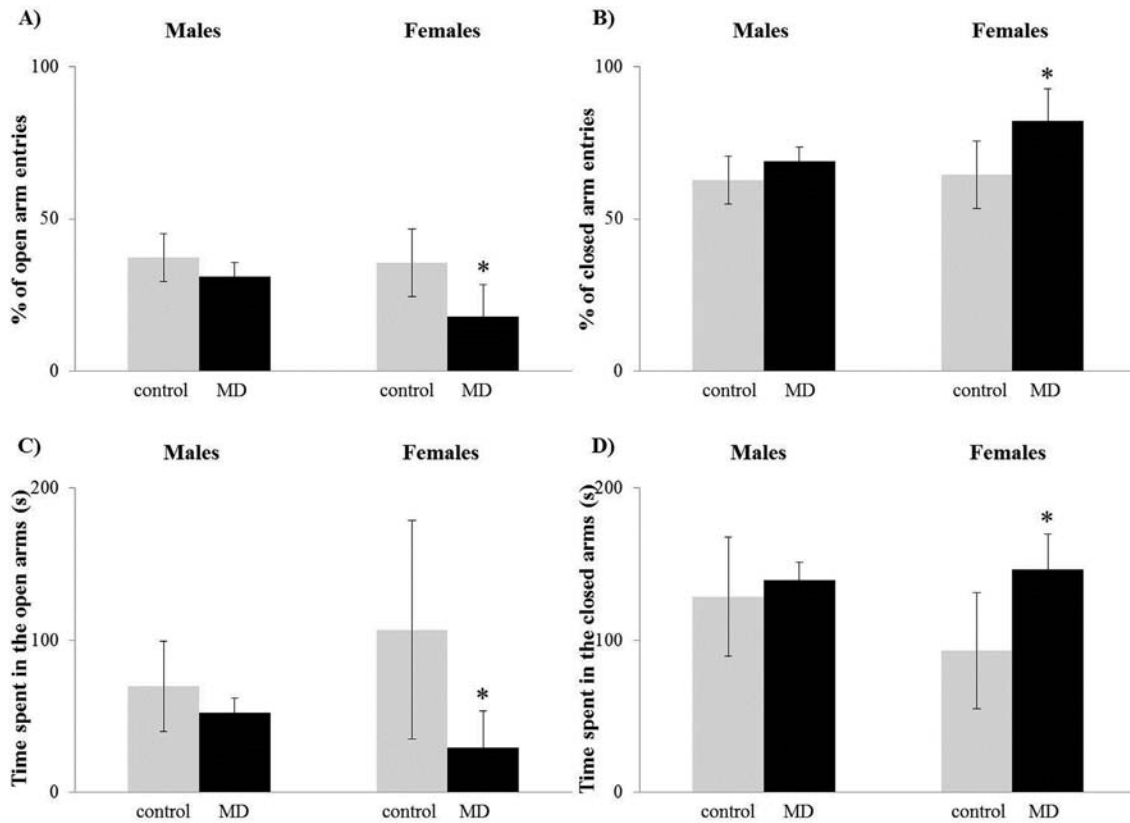 A)
Males Females
% of open arm entries
100
50
0
*
control MD control MD
B)
Males Females
% of closed arm entries
100
50
0
*
control MD control MD
C)
Males Females
Time spent in the open arms (s)
200
100
0
*
control MD control MD
D)
Males Females
Time spent in the closed arms (s)
200
100
0
*
control MD control MD